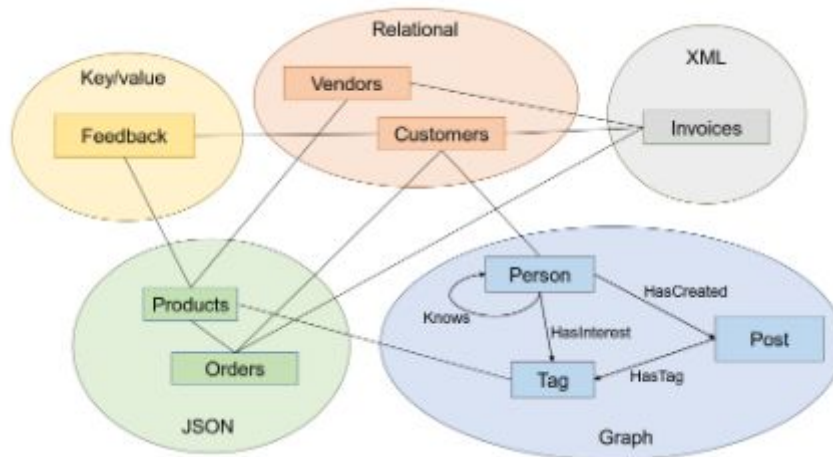 Relational
Key/value
XML
Vendors
Feedback
Customers
Invoices
Person
Products
HasCreated
Knows
HasInterest
Post
Orders
Tag
HasTag
JSON
Graph